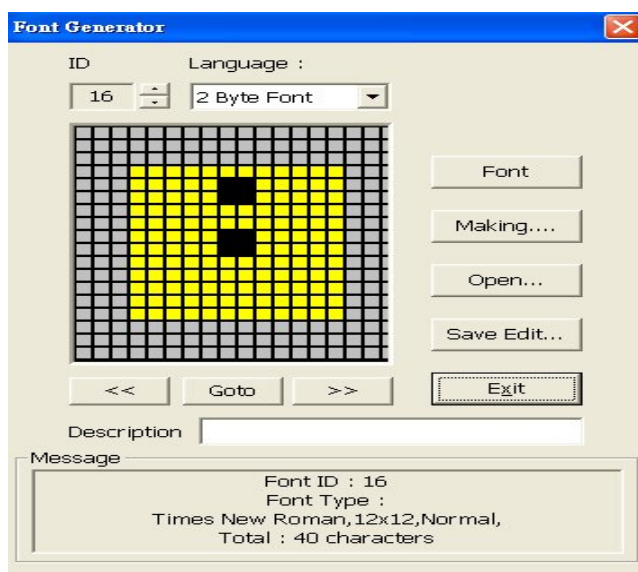 Font Generator
ID Language :
16 2 Byte Font
Font
Making....
Open...
Save Edit...
<< Goto >> Exit
Description
Message
Font ID : 16
Font Type :
Times New Roman,12x12,Normal,
Total : 40 characters